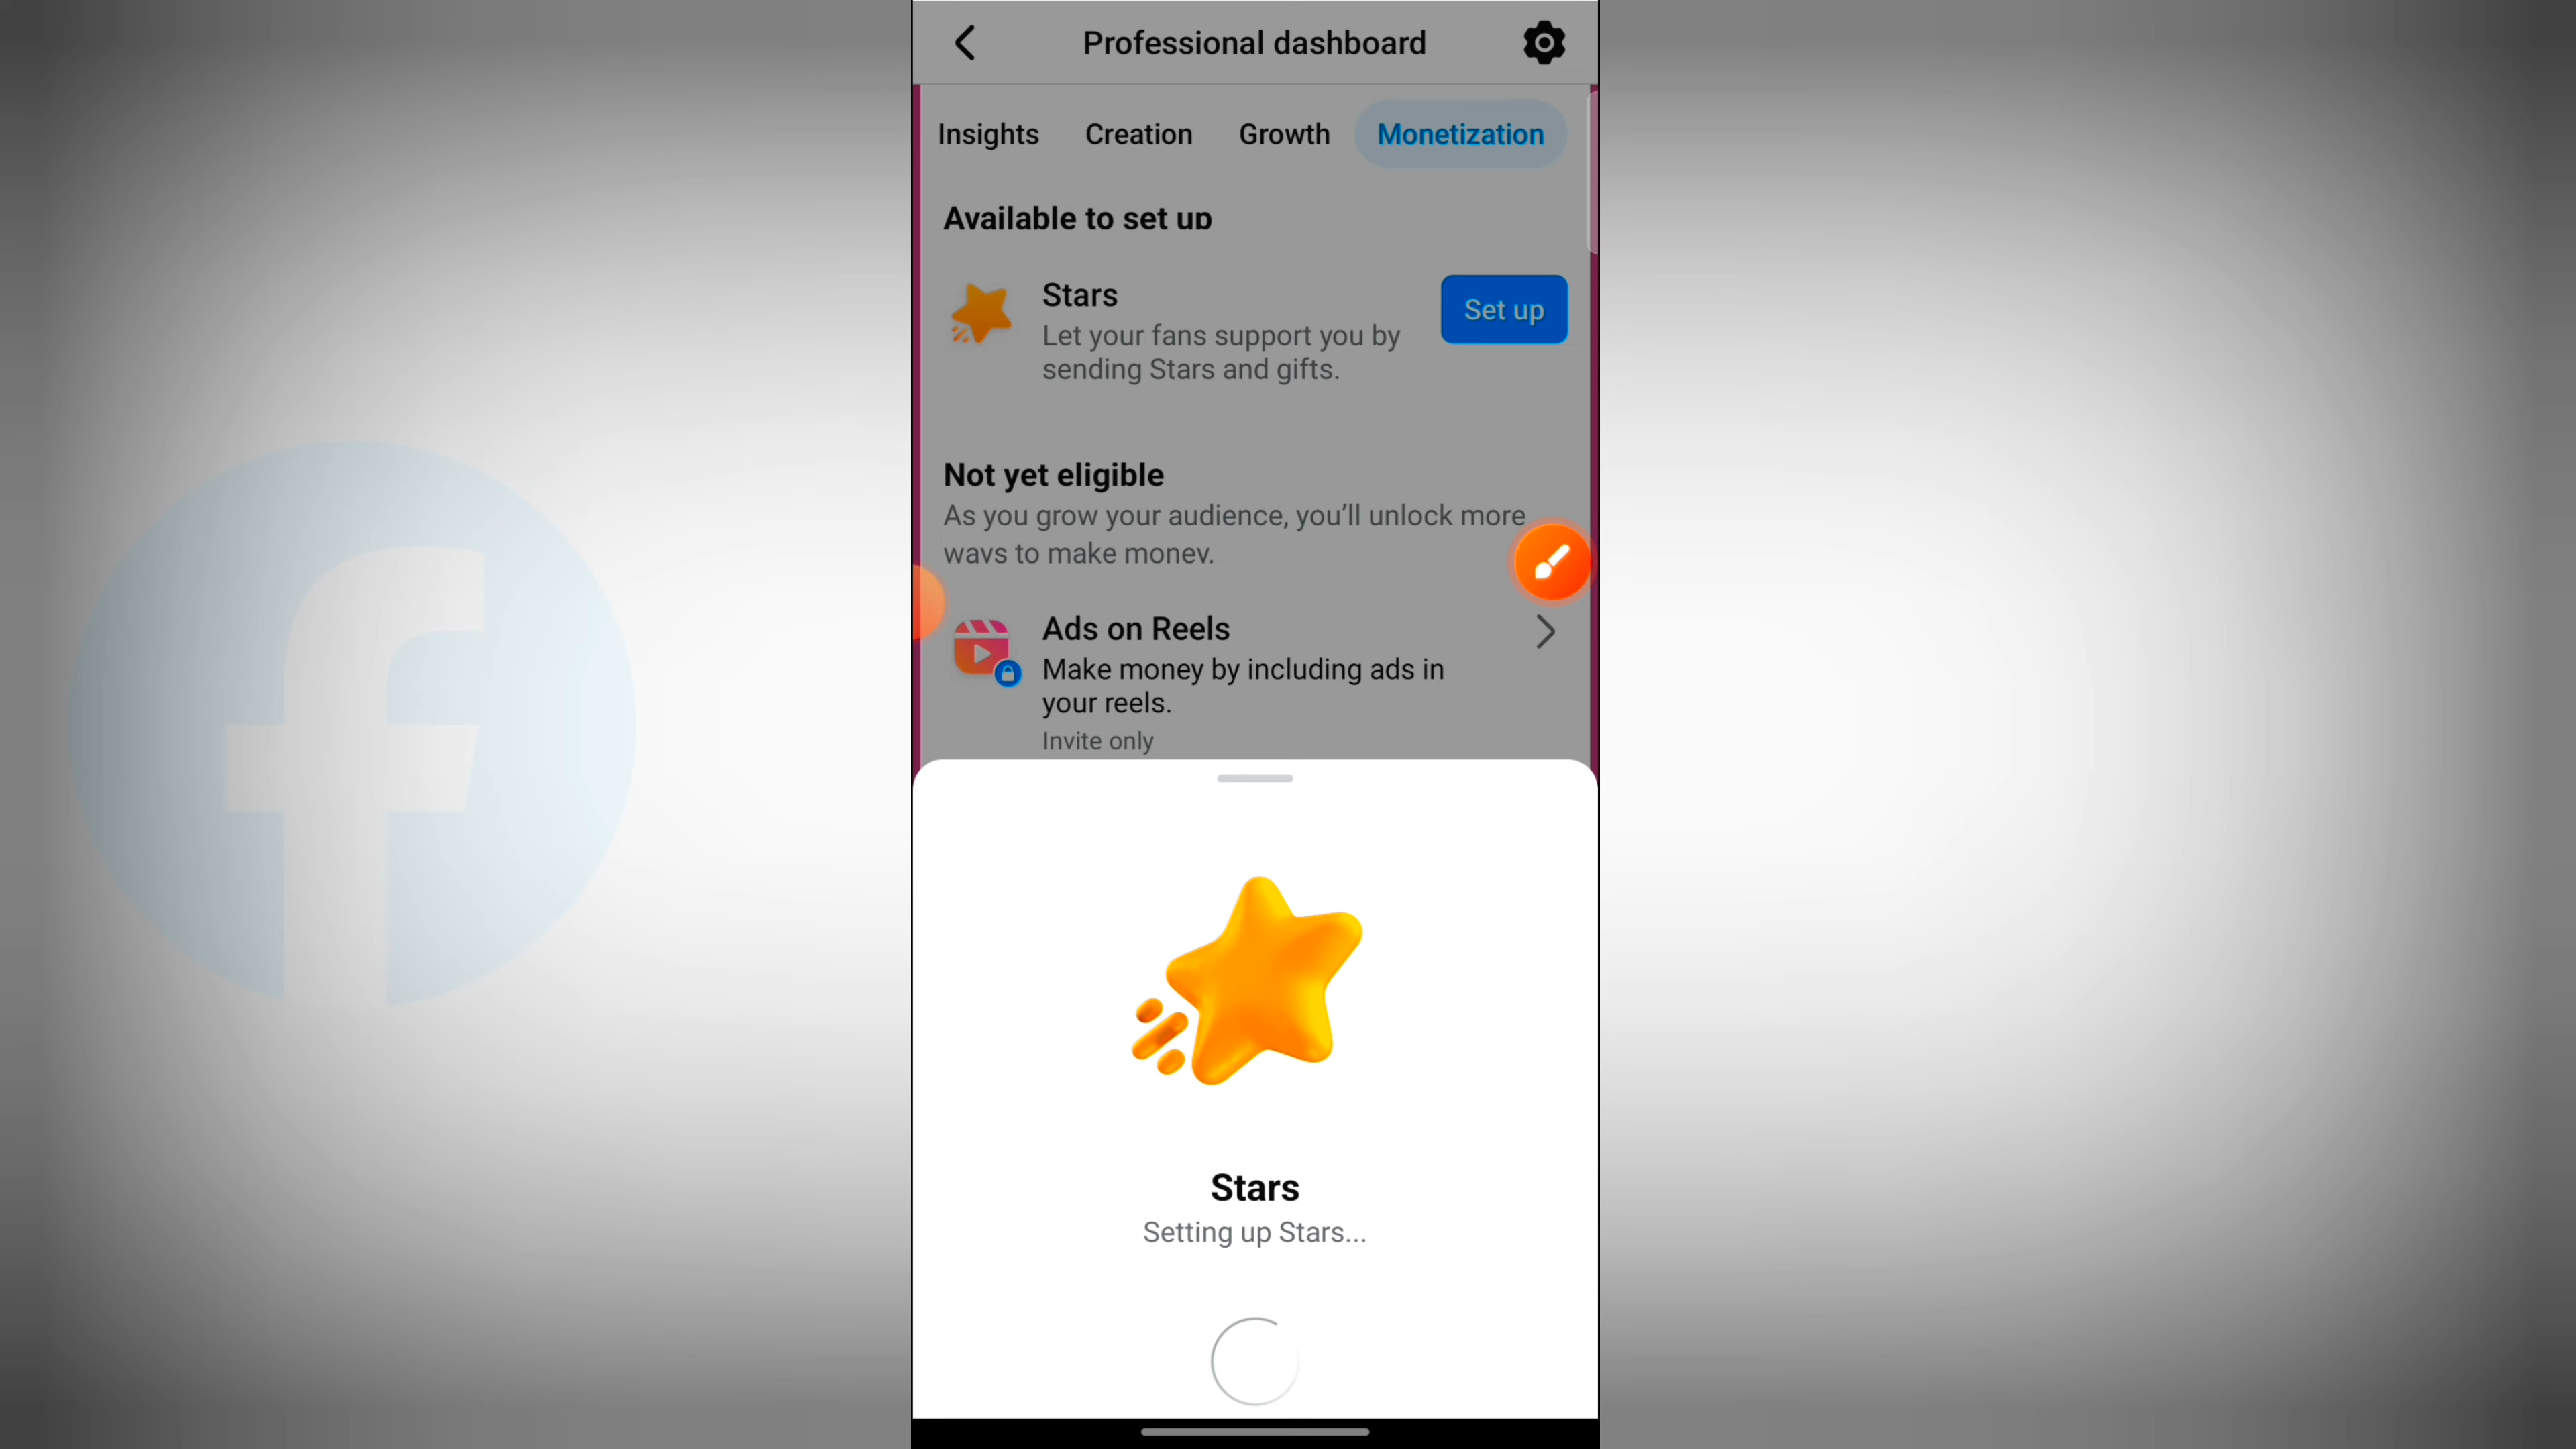 Professional dashboard
Insights Creation Growth Monetization
Available to set up
Stars
Set up
Let your fans support you by
sending Stars and gifts.
Not yet eligible
As you grow your audience, you’ll unlock more
ways to make money.
Ads on Reels
Make money by including ads in
your reels.
Invite only
Stars
Setting up Stars...